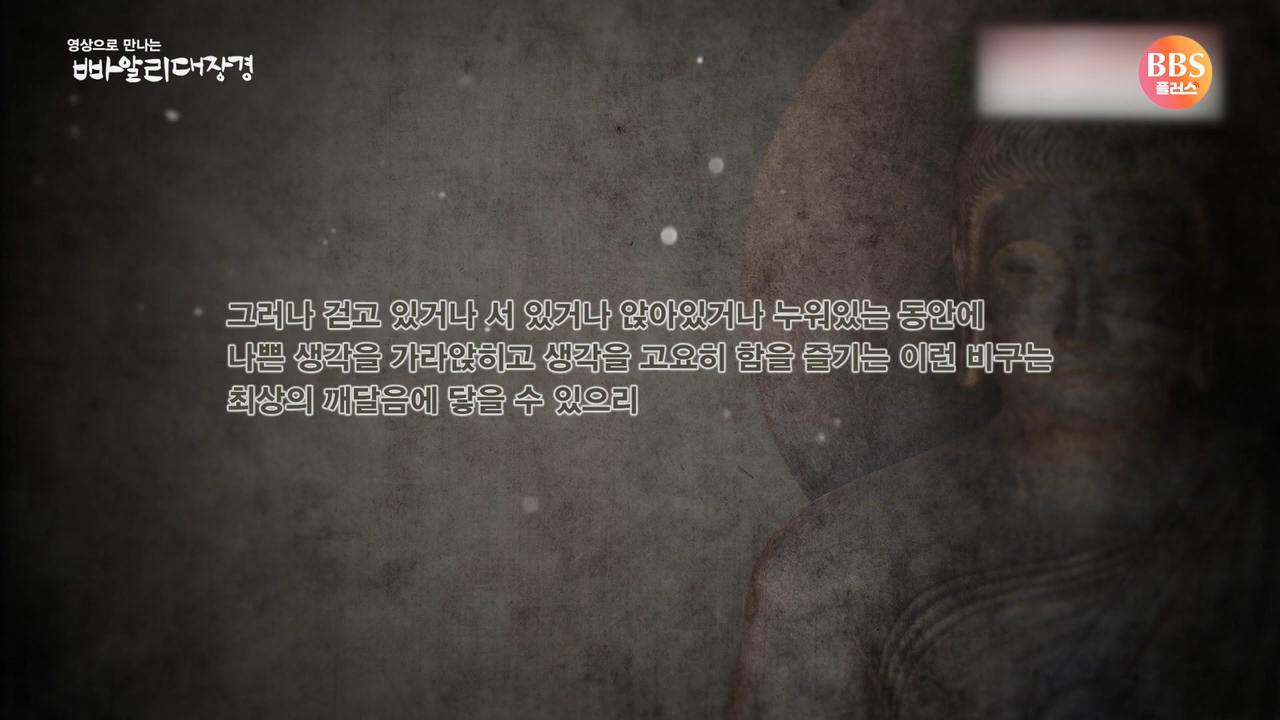 영상으로 만나는
빠알리대장경
BBS
플러스
그러나 걷고 있거나 서 있거나 앉아있거나 누워있는 동안에
나쁜 생각을 가라앉히고 생각을 고요히 함을 즐기는 이런 비구는
최상의 깨달음에 닿을 수 있으리